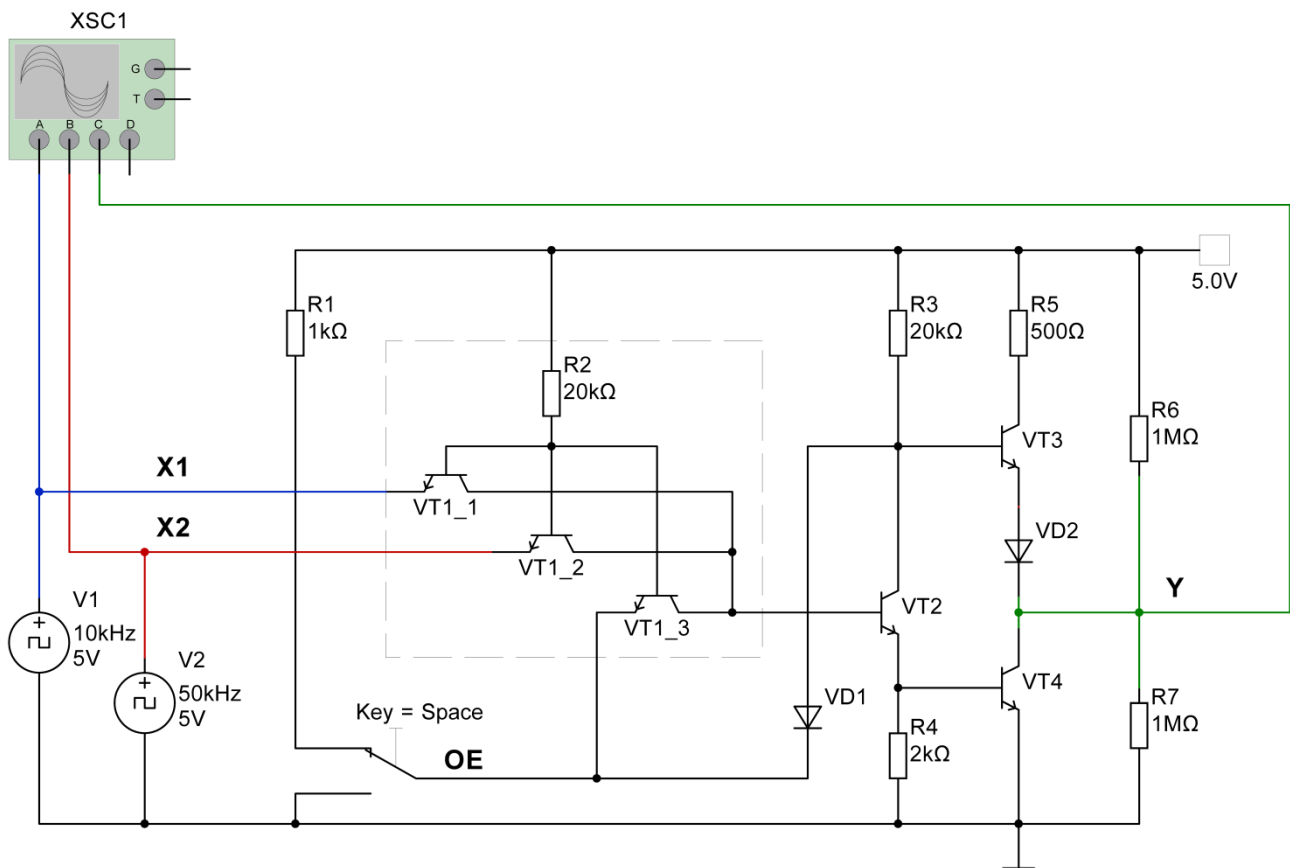 XSC1
G
T
A B C D
5.0V
R1
1kΩ
R3
20kΩ
R5
500Ω
R2
20kΩ
R6
1MΩ
X1
VT3
VT1_1
X2
VD2
VT1_2
Y
V1
10kHz
5V
VT2
VT1_3
V2
50kHz
5V
VT4
VD1
R7
1MΩ
Key = Space
R4
2kΩ
OE